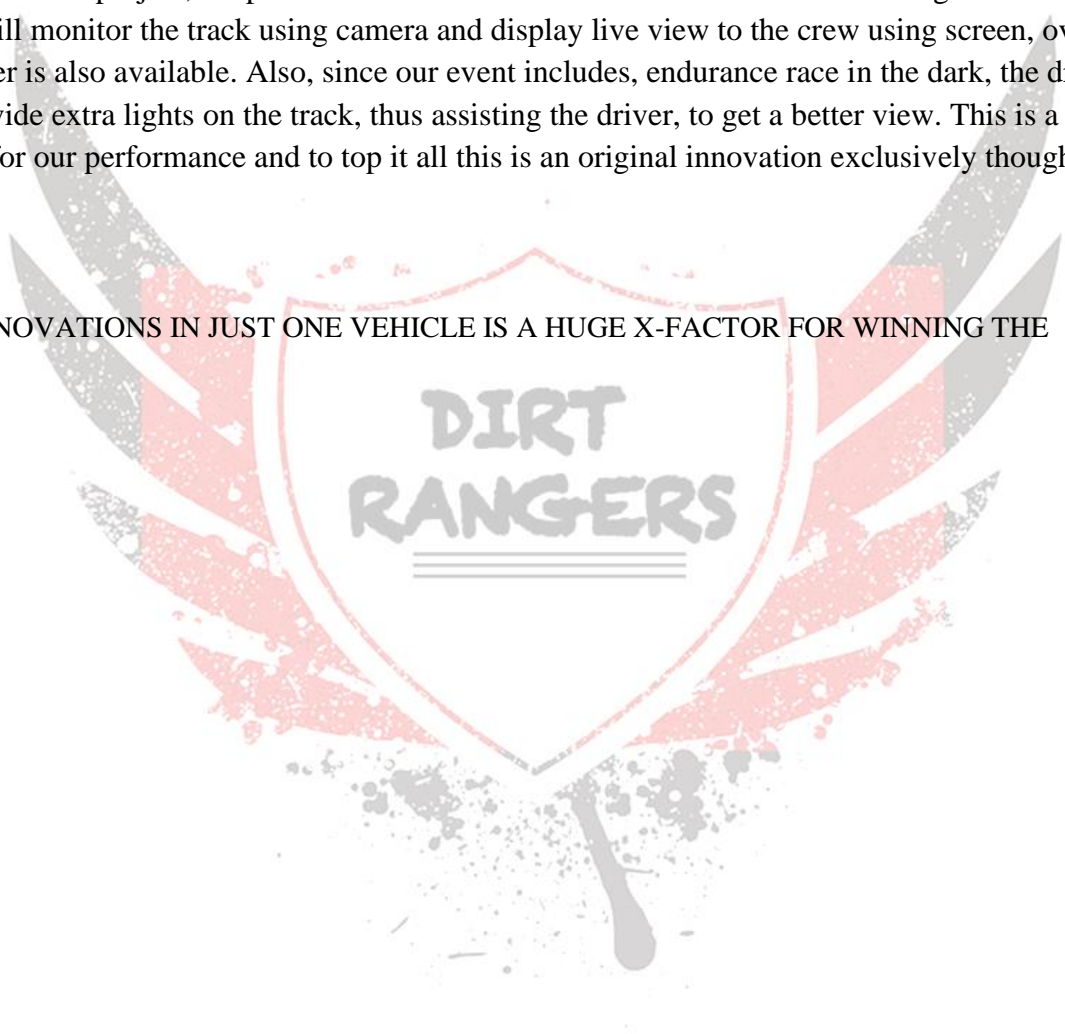 ill monitor the track using camera and display live view to the crew using screen, ov
er is also available. Also, since our event includes, endurance race in the dark, the d
vide extra lights on the track, thus assisting the driver, to get a better view. This is a
for our performance and to top it all this is an original innovation exclusively though
NOVATIONS IN JUST ONE VEHICLE IS A HUGE X-FACTOR FOR WINNING THE
DIRT
RANGERS